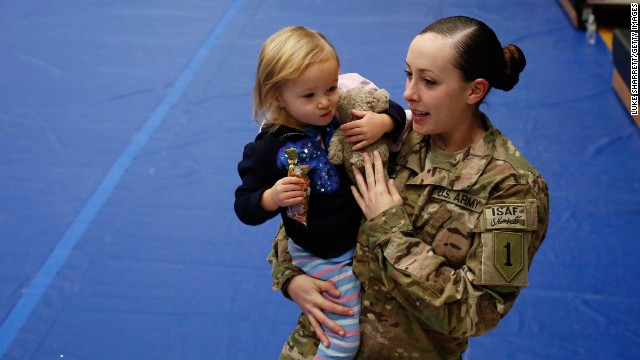 U.S. ARMY
ISAF
1
LUKE SHARRETT/GETTY IMAGES